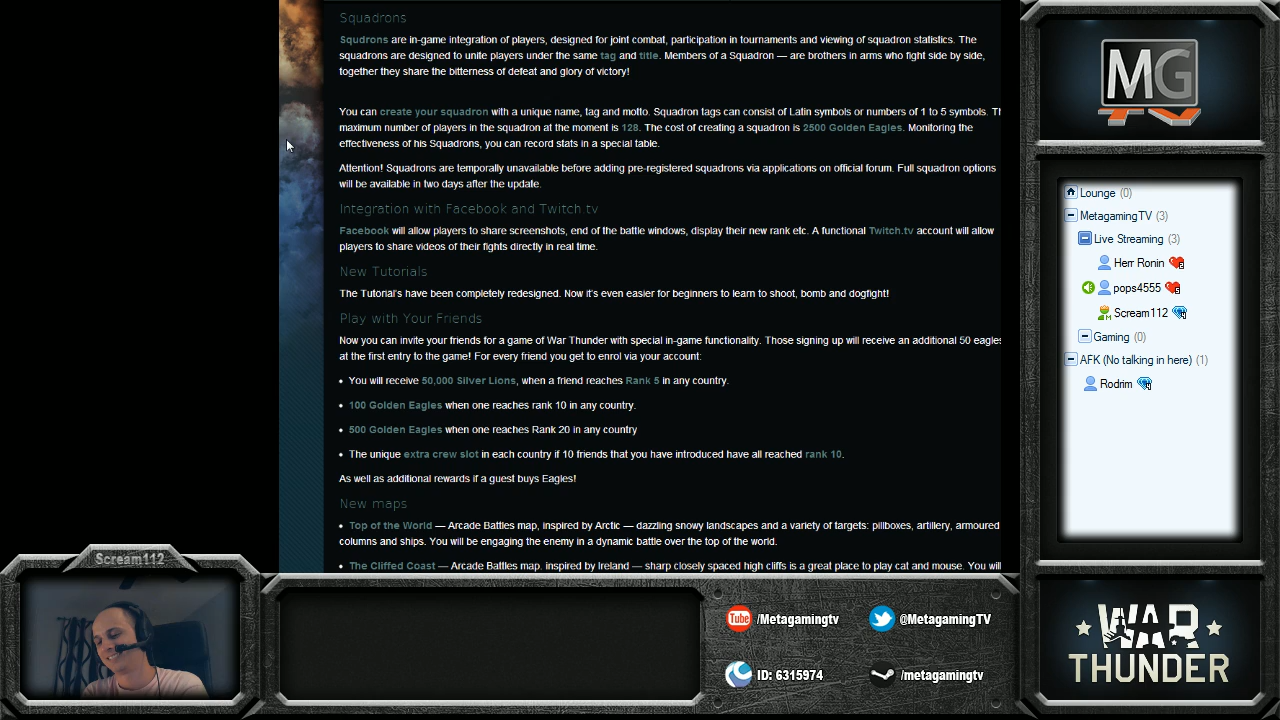 Squadrons
Squdrons are in-game integration of players, designed for joint combat, participation in tournaments and viewing of squadron statistics. The
squadrons are designed to unite players under the same tag and title. Members of a Squadron — are brothers in arms who fight side by side,
together they share the bitterness of defeat and glory of victory!
You can create your squadron with a unique name, tag and motto. Squadron tags can consist of Latin symbols or numbers of 1 to 5 symbols. Th
maximum number of players in the squadron at the moment is 128. The cost of creating a squadron is 2500 Golden Eagles. Monitoring the
effectiveness of his Squadrons, you can record stats in a special table.
Attention! Squadrons are temporally unavailable before adding pre-registered squadrons via applications on official forum. Full squadron options
will be available in two days after the update.
Integration with Facebook and Twitch.tv
Facebook will allow players to share screenshots, end of the battle windows, display their new rank etc. A functional Twitch.tv account will allow
players to share videos of their fights directly in real time.
New Tutorials
The Tutorial's have been completely redesigned. Now it's even easier for beginners to learn to shoot, bomb and dogfight!
Play with Your Friends
Now you can invite your friends for a game of War Thunder with special in-game functionality. Those signing up will receive an additional 50 eagles
at the first entry to the game! For every friend you get to enrol via your account:
• You will receive 50,000 Silver Lions, when a friend reaches Rank 5 in any country.
• 100 Golden Eagles when one reaches rank 10 in any country.
• 500 Golden Eagles when one reaches Rank 20 in any country
• The unique extra crew slot in each country if 10 friends that you have introduced have all reached rank 10.
As well as additional rewards if a guest buys Eagles!
New maps
• Top of the World — Arcade Battles map, inspired by Arctic — dazzling snowy landscapes and a variety of targets: pillboxes, artillery, armoured
columns and ships. You will be engaging the enemy in a dynamic battle over the top of the world.
• The Cliffed Coast — Arcade Battles map, inspired by Ireland — sharp closely spaced high cliffs is a great place to play cat and mouse. You will
MG
TV
Lounge (0)
MetagamingTV (3)
Live Streaming (3)
Herr Ronin
pops4555
Scream112
Gaming (0)
AFK (No talking in here) (1)
Rodrim
Scream112
Tube /Metagamingtv
@MetagamingTV
ID: 6315974
/metagamingtv
WAR
THUNDER